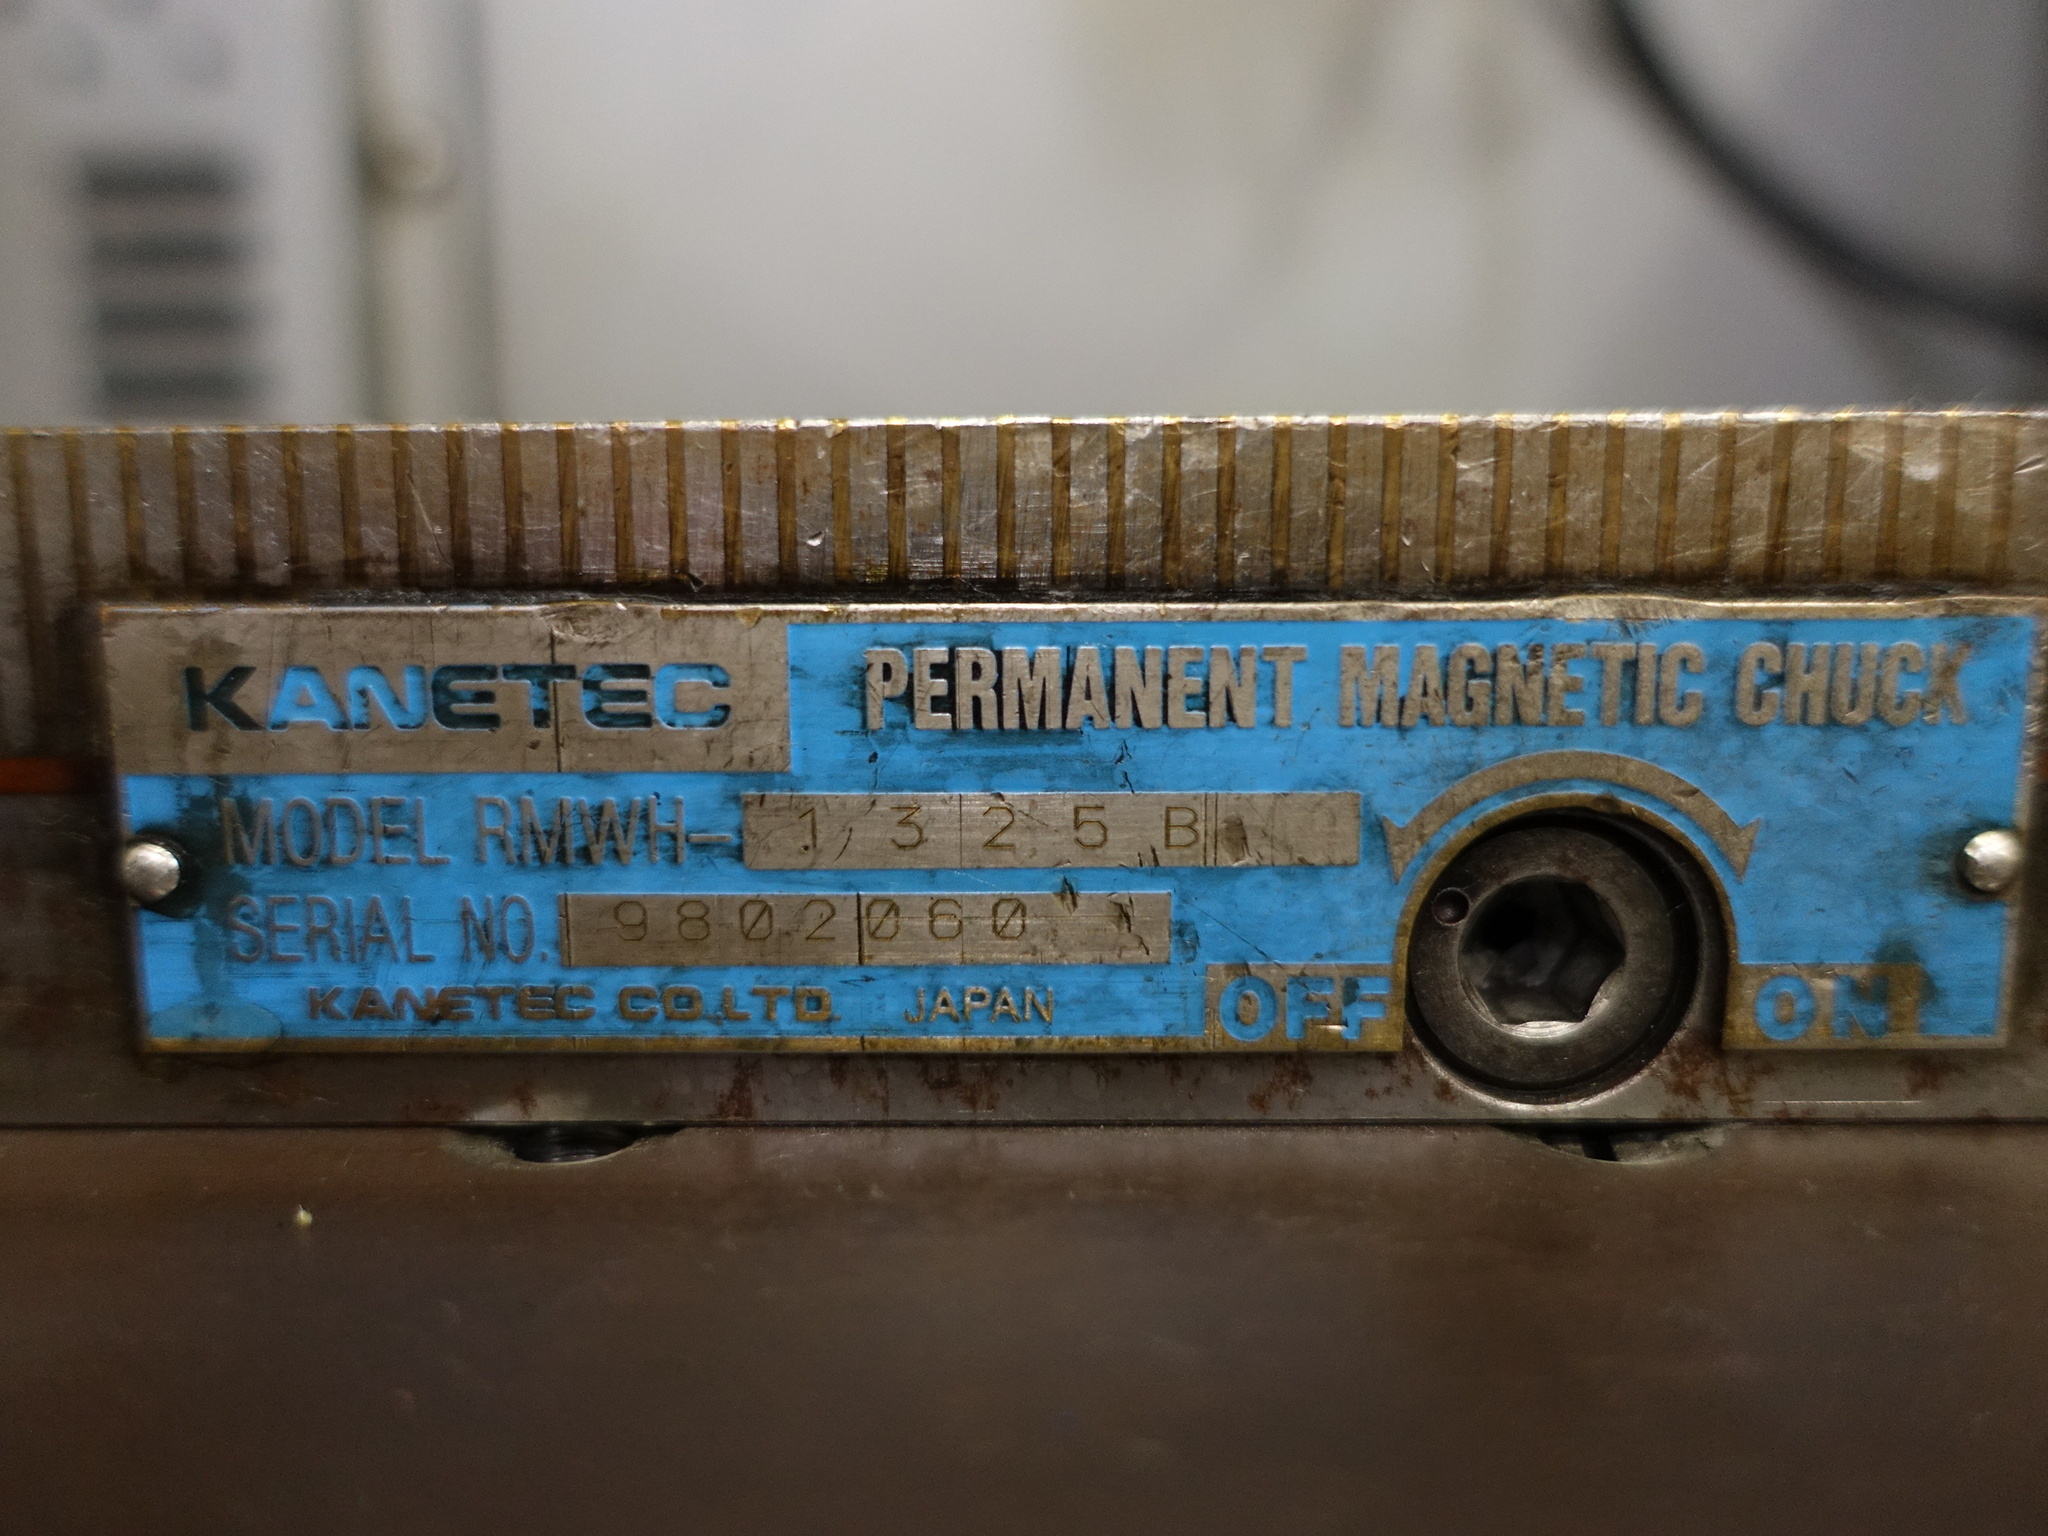 KANETEC PERMANENT MAGNETIC CHUCK
MODEL RMWH- 1325B
SERIAL NO. 9802060
KANETEC CO.LTD. JAPAN
OFF ON